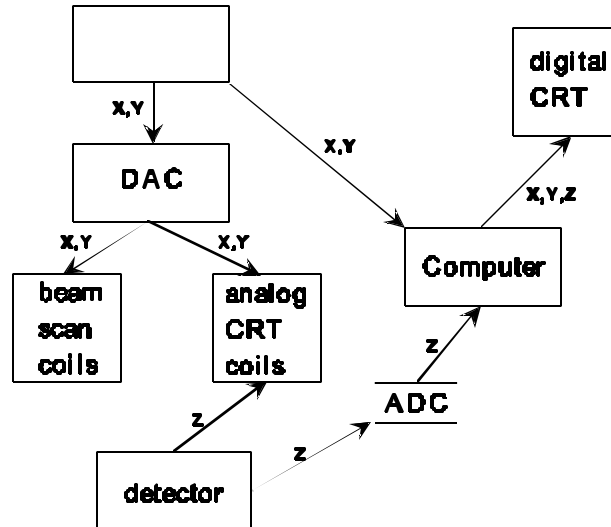 digital
CRT
X,Y
X,Y
DAC
X,Y,Z
X,Y
X,Y
beam
scan
coils
analog
CRT
coils
Computer
Z
ADC
Z
Z
detector